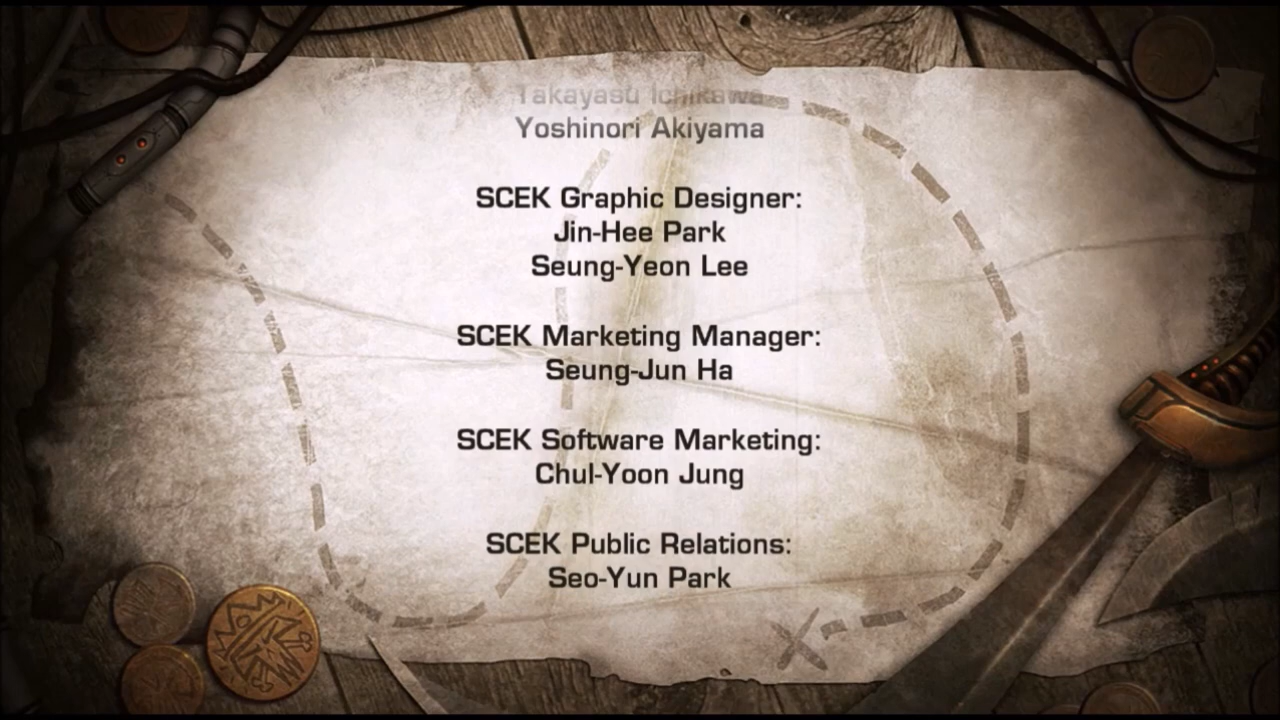 Takayasu Ichikawa
Yoshinori Akiyama
SCEK Graphic Designer:
Jin-Hee Park
Seung-Yeon Lee
SCEK Marketing Manager:
Seung-Jun Ha
SCEK Software Marketing:
Chul-Yoon Jung
SCEK Public Relations:
Seo-Yun Park